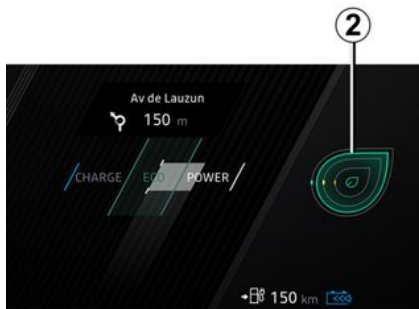 2
Av de Lauzun
150 m
CHARGE ECO POWER
150 km